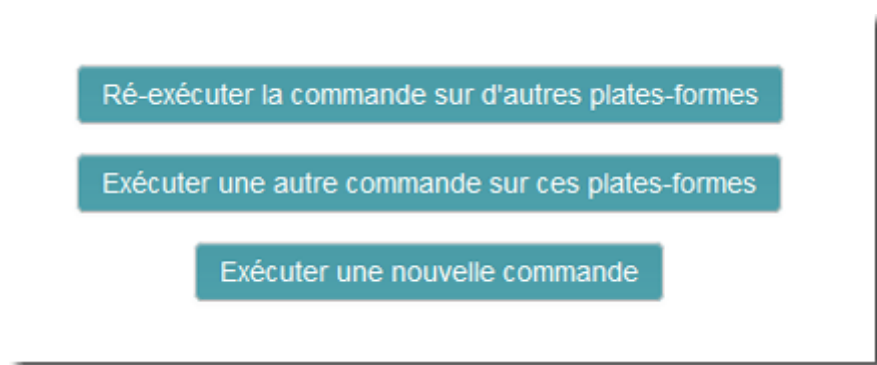 Ré-exécuter la commande sur d'autres plates-formes
Exécuter une autre commande sur ces plates-formes
Exécuter une nouvelle commande